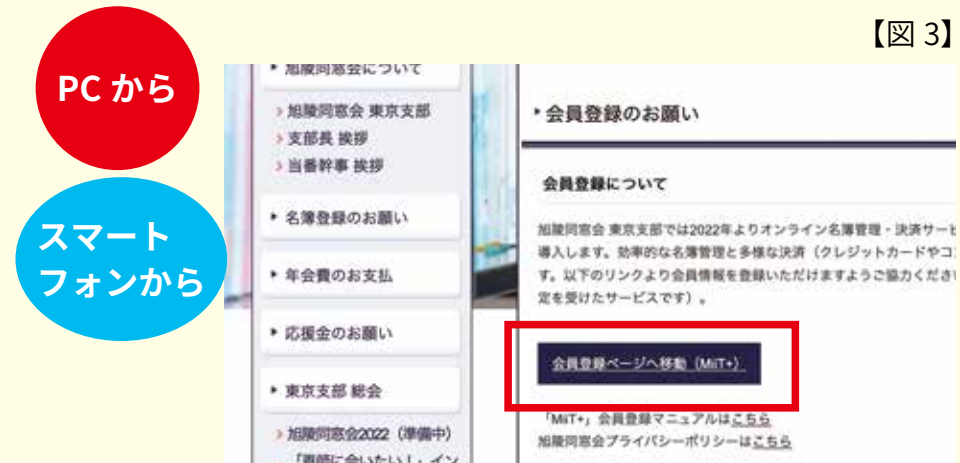 【図 3】
PC から
スマート
フォンから
旭陵同窓会について
旭陵同窓会 東京支部
支部長 挨拶
当番幹事 挨拶
名簿登録のお願い
年会費のお支払
応援金のお願い
東京支部 総会
旭陵同窓会2022（準備中）
「恩師に会いたい！」イン
会員登録のお願い
会員登録について
旭陵同窓会 東京支部では2022年よりオンライン名簿管理・決済サービ
導入します。効率的な名簿管理と多様な決済（クレジットカードやコン
す。以下のリンクより会員情報を登録いただけますようご協力くださ
定を受けたサービスです）。
会員登録ページへ移動（MiiT+）
「MiiT+」会員登録マニュアルはこちら
旭陵同窓会プライバシーポリシーはこちら